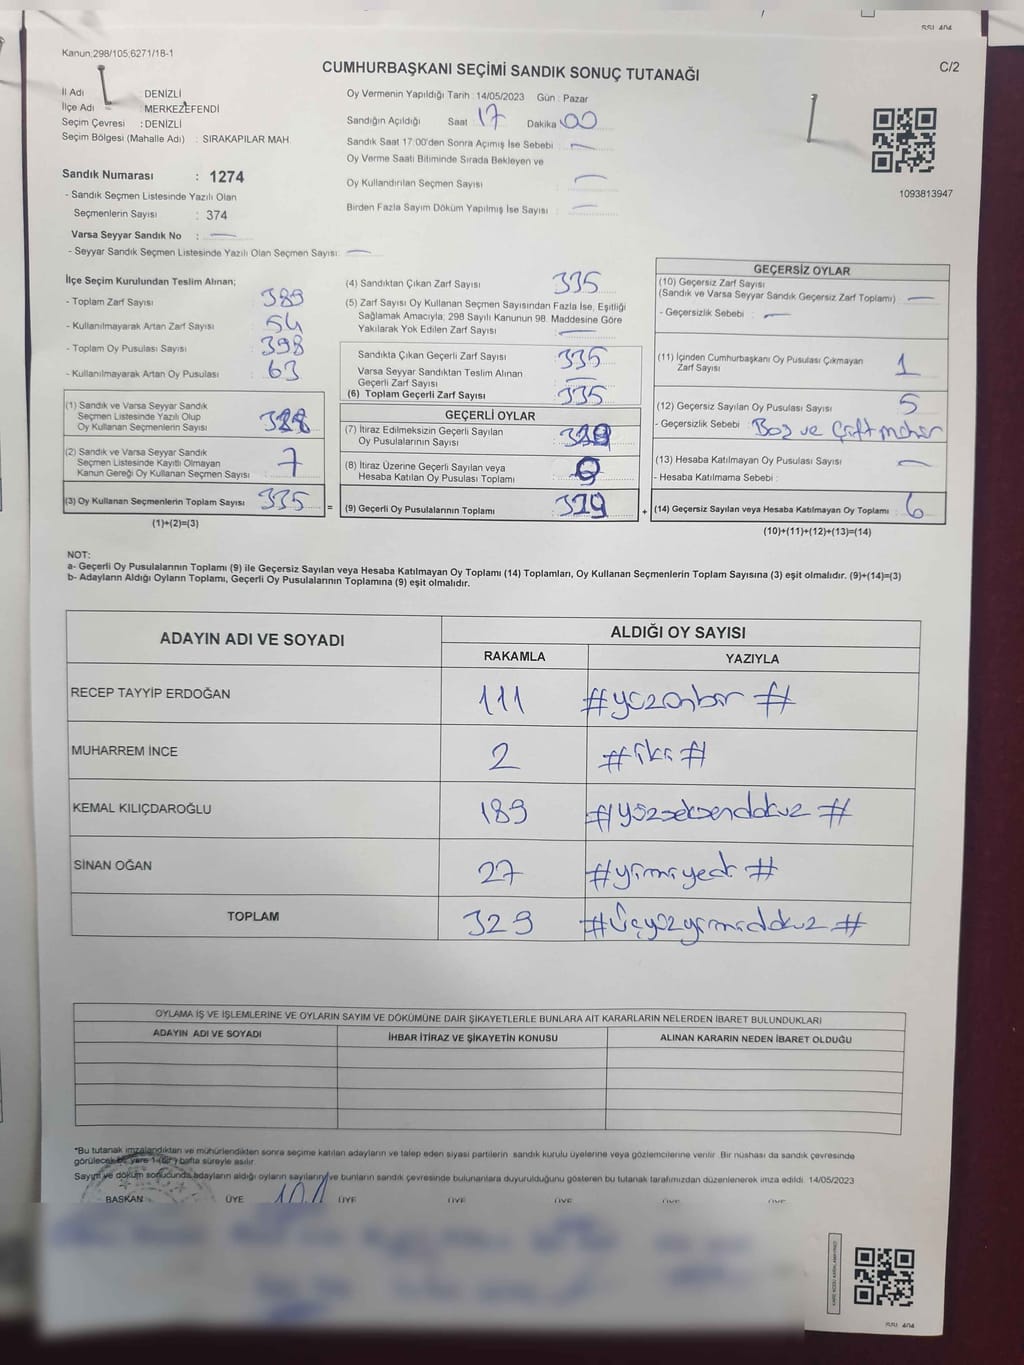 SSİ 404
Kanun;298/105;6271/18-1
CUMHURBAŞKANI SEÇİMİ SANDIK SONUÇ TUTANAĞI
C/2
İl Adı : DENİZLİ
İlçe Adı : MERKEZEFENDİ
Seçim Çevresi : DENİZLİ
Seçim Bölgesi (Mahalle Adı) : SIRAKAPILAR MAH
Oy Vermenin Yapıldığı Tarih : 14/05/2023 Gün : Pazar
Sandığın Açıldığı Saat 17 Dakika 00
Sandık Saat 17:00'den Sonra Açımış İse Sebebi
Oy Verme Saati Bitiminde Sırada Bekleyen ve
Oy Kullandırılan Seçmen Sayısı
Birden Fazla Sayım Döküm Yapılmış İse Sayısı
1093813947
Sandık Numarası : 1274
- Sandık Seçmen Listesinde Yazılı Olan
Seçmenlerin Sayısı : 374
Varsa Seyyar Sandık No :
- Seyyar Sandık Seçmen Listesinde Yazılı Olan Seçmen Sayısı:
İlçe Seçim Kurulundan Teslim Alınan;
- Toplam Zarf Sayısı 389
- Kullanılmayarak Artan Zarf Sayısı 54
- Toplam Oy Pusulası Sayısı 398
- Kullanılmayarak Artan Oy Pusulası 63
(1) Sandık ve Varsa Seyyar Sandık
Seçmen Listesinde Yazılı Olup
Oy Kullanan Seçmenlerin Sayısı 328
(2) Sandık ve Varsa Seyyar Sandık
Seçmen Listesinde Kayıtlı Olmayan
Kanun Gereği Oy Kullanan Seçmen Sayısı 7
(3) Oy Kullanan Seçmenlerin Toplam Sayısı 335
(1)+(2)=(3)
=
(4) Sandıktan Çıkan Zarf Sayısı 335
(5) Zarf Sayısı Oy Kullanan Seçmen Sayısından Fazla İse, Eşitliği
Sağlamak Amacıyla; 298 Sayılı Kanunun 98. Maddesine Göre
Yakılarak Yok Edilen Zarf Sayısı
Sandıkta Çıkan Geçerli Zarf Sayısı 335
Varsa Seyyar Sandıktan Teslim Alınan
Geçerli Zarf Sayısı
(6) Toplam Geçerli Zarf Sayısı 335
GEÇERLİ OYLAR
(7) İtiraz Edilmeksizin Geçerli Sayılan
Oy Pusulalarının Sayısı 329
(8) İtiraz Üzerine Geçerli Sayılan veya
Hesaba Katılan Oy Pusulası Toplamı 0
(9) Geçerli Oy Pusulalarının Toplamı 329
+
GEÇERSİZ OYLAR
(10) Geçersiz Zarf Sayısı
(Sandık ve Varsa Seyyar Sandık Geçersiz Zarf Toplamı)
- Geçersizlik Sebebi :
(11) İçinden Cumhurbaşkanı Oy Pusulası Çıkmayan
Zarf Sayısı 1
(12) Geçersiz Sayılan Oy Pusulası Sayısı 5
- Geçersizlik Sebebi : Boş ve Çift mühür
(13) Hesaba Katılmayan Oy Pusulası Sayısı
- Hesaba Katılmama Sebebi :
(14) Geçersiz Sayılan veya Hesaba Katılmayan Oy Toplamı : 6
(10)+(11)+(12)+(13)=(14)
NOT:
a- Geçerli Oy Pusulalarının Toplamı (9) ile Geçersiz Sayılan veya Hesaba Katılmayan Oy Toplamı (14) Toplamları, Oy Kullanan Seçmenlerin Toplam Sayısına (3) eşit olmalıdır. (9)+(14)=(3)
b- Adayların Aldığı Oyların Toplamı, Geçerli Oy Pusulalarının Toplamına (9) eşit olmalıdır.
ADAYIN ADI VE SOYADI
ALDIĞI OY SAYISI
RAKAMLA YAZIYLA
RECEP TAYYİP ERDOĞAN 111 #yüzonbir #
MUHARREM İNCE 2 #iki#
KEMAL KILIÇDAROĞLU 189 #yüzseksendokuz #
SİNAN OĞAN 27 #yirmiyedi #
TOPLAM 329 #Üçyüzyirmidokuz #
OYLAMA İŞ VE İŞLEMLERİNE VE OYLARIN SAYIM VE DÖKÜMÜNE DAİR ŞİKAYETLERLE BUNLARA AİT KARARLARIN NELERDEN İBARET BULUNDUKLARI
ADAYIN ADI VE SOYADI İHBAR İTİRAZ VE ŞİKAYETİN KONUSU ALINAN KARARIN NEDEN İBARET OLDUĞU
*Bu tutanak imzalandıktan ve mühürlendikten sonra seçime katılan adayların ve talep eden siyasi partilerin sandık kurulu üyelerine veya gözlemcilerine verilir. Bir nüshası da sandık çevresinde
görülecek bir yere 1 (bir) hafta süreyle asılır.
Sayım ve döküm sonucunda adayların aldığı oyların sayılarını ve bunların sandık çevresinde bulunanlara duyurulduğunu gösteren bu tutanak tarafımızdan düzenlenerek imza edildi. 14/05/2023
BAŞKAN ÜYE ÜYE ÜYE ÜYE ÜYE ÜYE
SSİ 404